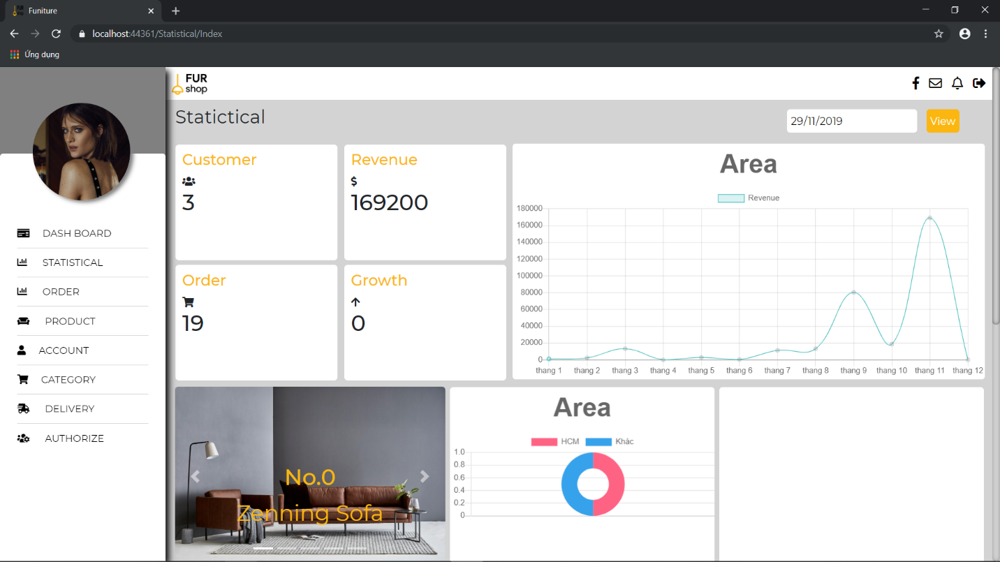 Funiture
localhost:44361/Statistical/Index
Ứng dụng
FUR
shop
Statictical
29/11/2019
View
DASH BOARD
STATISTICAL
ORDER
PRODUCT
ACCOUNT
CATEGORY
DELIVERY
AUTHORIZE
Customer
3
Revenue
$
169200
Order
19
Growth
0
Area
Revenue
180000
160000
140000
120000
100000
80000
60000
40000
20000
0
thang 1 thang 2 thang 3 thang 4 thang 5 thang 6 thang 7 thang 8 thang 9 thang 10 thang 11 thang 12
No.0
Zenning Sofa
Area
HCM Khác
1.0
0.8
0.6
0.4
0.2
0